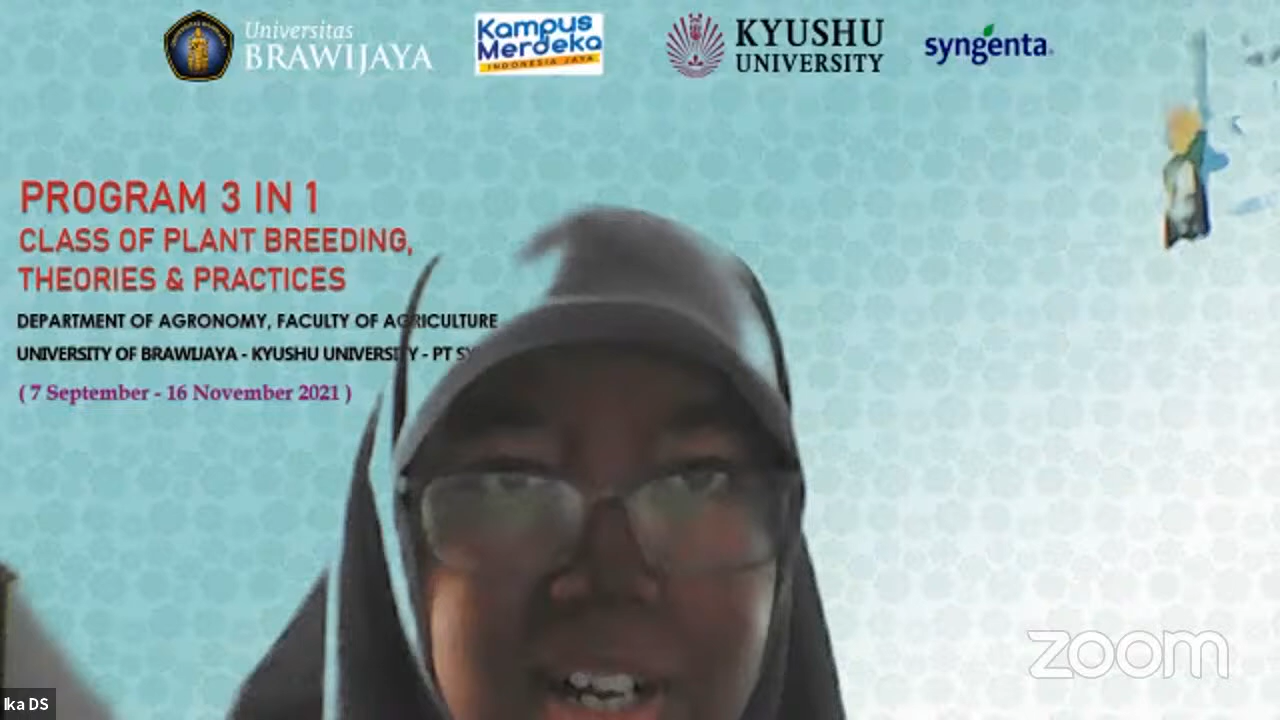 Universitas
BRAWIJAYA
Kampus
Merdeka
INDONESIA JAYA
KYUSHU
UNIVERSITY
syngenta
PROGRAM 3 IN 1
CLASS OF PLANT BREEDING,
THEORIES & PRACTICES
DEPARTMENT OF AGRONOMY, FACULTY OF AGRICULTURE
UNIVERSITY OF BRAWIJAYA - KYUSHU UNIVERSITY - PT SY
( 7 September - 16 November 2021 )
zoom
Ika DS